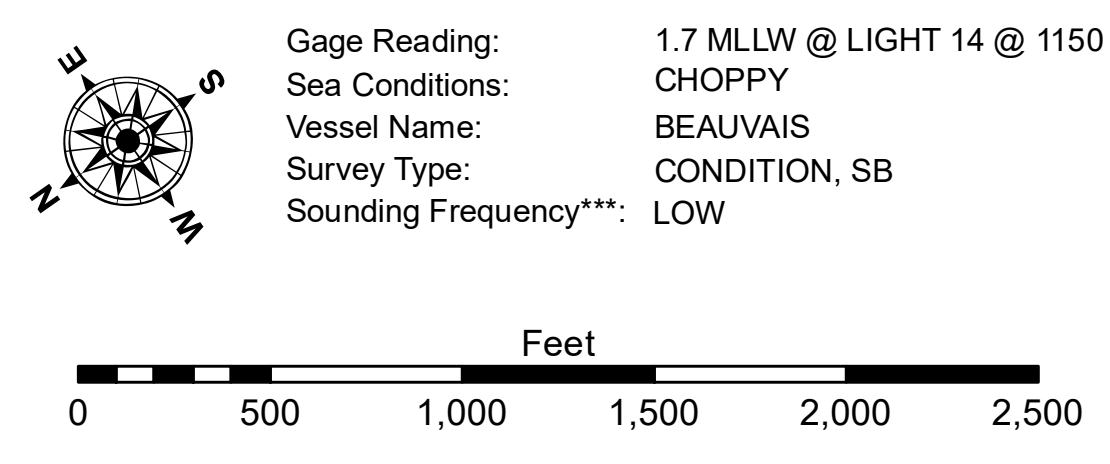 E
S
N
W
Gage Reading: 1.7 MLLW @ LIGHT 14 @ 1150
Sea Conditions: CHOPPY
Vessel Name: BEAUVAIS
Survey Type: CONDITION, SB
Sounding Frequency***: LOW
Feet
0 500 1,000 1,500 2,000 2,500